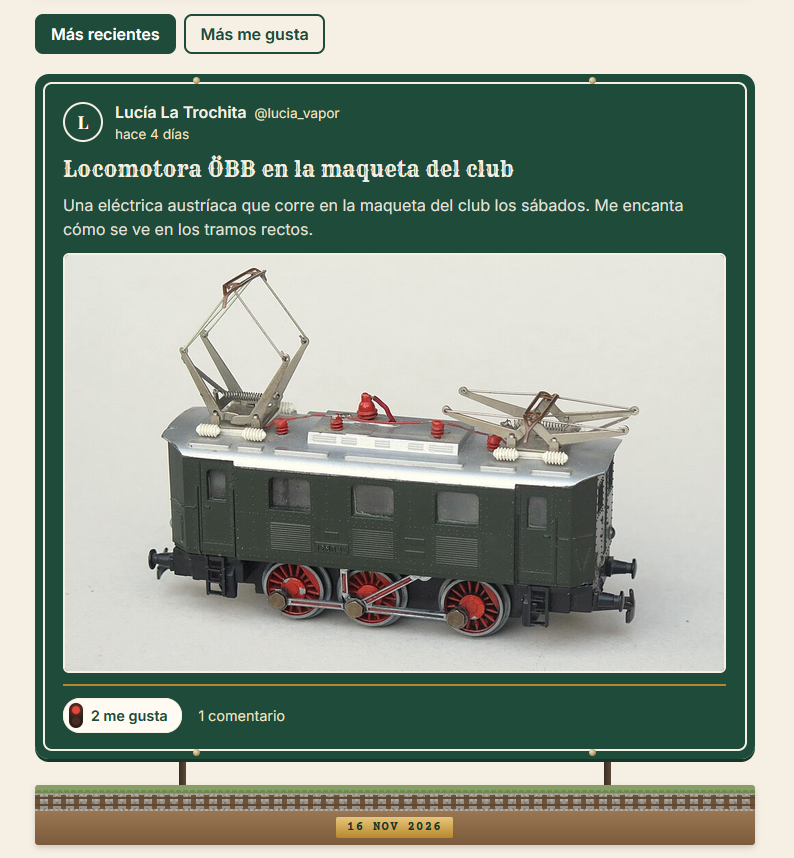 Más recientes
Más me gusta
L
Lucía La Trochita @lucia_vapor
hace 4 días
Locomotora ÖBB en la maqueta del club
Una eléctrica austríaca que corre en la maqueta del club los sábados. Me encanta
cómo se ve en los tramos rectos.
2 me gusta
1 comentario
16 NOV 2026